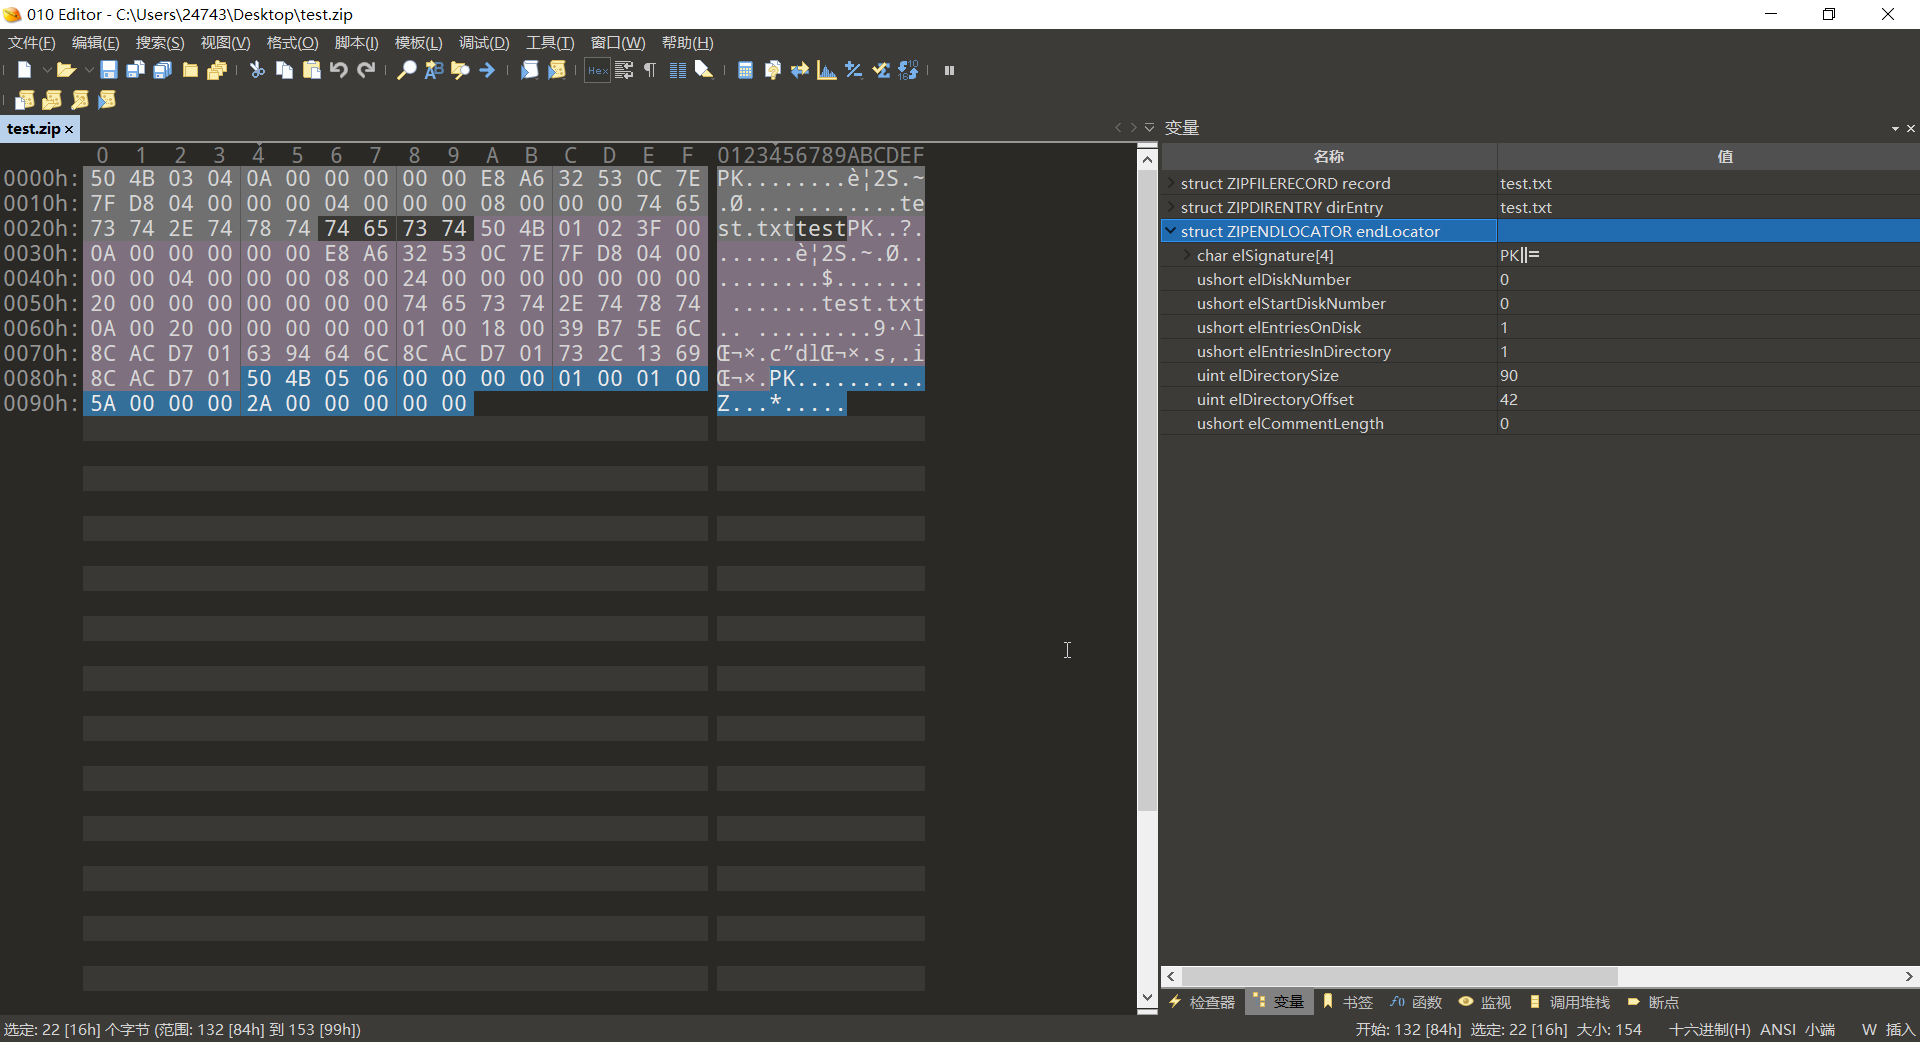 010 Editor - C:\Users\24743\Desktop\test.zip
文件(F) 编辑(E) 搜索(S) 视图(V) 格式(O) 脚本(I) 模板(L) 调试(D) 工具(T) 窗口(W) 帮助(H)
test.zip ×
变量
0 1 2 3 4 5 6 7 8 9 A B C D E F 0123456789ABCDEF
0000h: 50 4B 03 04 0A 00 00 00 00 00 E8 A6 32 53 0C 7E PK........è¦2S.~
0010h: 7F D8 04 00 00 00 04 00 00 00 08 00 00 00 74 65 .Ø............te
0020h: 73 74 2E 74 78 74 74 65 73 74 50 4B 01 02 3F 00 st.txttestPK..?.
0030h: 0A 00 00 00 00 00 E8 A6 32 53 0C 7E 7F D8 04 00 ......è¦2S.~.Ø..
0040h: 00 00 04 00 00 00 08 00 24 00 00 00 00 00 00 00 ........$.......
0050h: 20 00 00 00 00 00 00 00 74 65 73 74 2E 74 78 74  .......test.txt
0060h: 0A 00 20 00 00 00 00 00 01 00 18 00 39 B7 5E 6C .. .........9·^l
0070h: 8C AC D7 01 63 94 64 6C 8C AC D7 01 73 2C 13 69 Œ¬×.c”dlŒ¬×.s,.i
0080h: 8C AC D7 01 50 4B 05 06 00 00 00 00 01 00 01 00 Œ¬×.PK..........
0090h: 5A 00 00 00 2A 00 00 00 00 00 Z...*.....
名称 值
struct ZIPFILERECORD record test.txt
struct ZIPDIRENTRY dirEntry test.txt
struct ZIPENDLOCATOR endLocator
char elSignature[4] PK
ushort elDiskNumber 0
ushort elStartDiskNumber 0
ushort elEntriesOnDisk 1
ushort elEntriesInDirectory 1
uint elDirectorySize 90
uint elDirectoryOffset 42
ushort elCommentLength 0
检查器 变量 书签 f() 函数 监视 调用堆栈 断点
选定: 22 [16h] 个字节 (范围: 132 [84h] 到 153 [99h]) 开始: 132 [84h] 选定: 22 [16h] 大小: 154 十六进制(H) ANSI 小端 W 插入